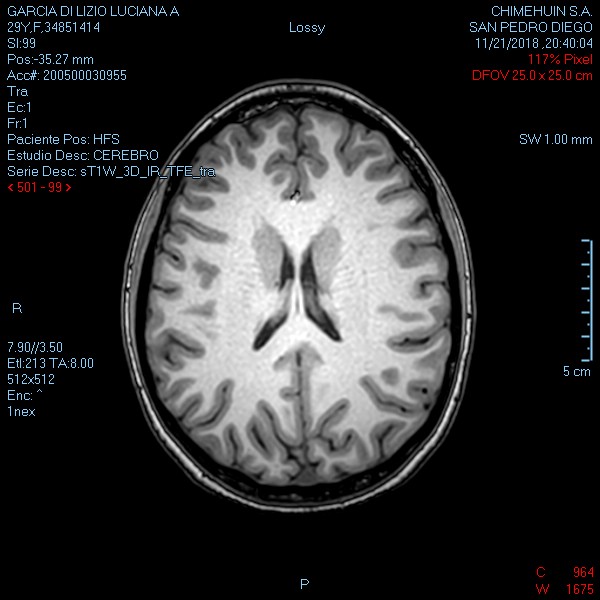 GARCIA DI LIZIO LUCIANA A
29Y,F,34851414
Sl:99
Pos:-35.27 mm
Acc#: 200500030955
Tra
Ec:1
Fr:1
Paciente Pos: HFS
Estudio Desc: CEREBRO
Serie Desc: sT1W_3D_IR_TFE_tra
< 501 - 99 >
Lossy
CHIMEHUIN S.A.
SAN PEDRO DIEGO
11/21/2018 ,20:40:04
117% Pixel
DFOV 25.0 x 25.0 cm
SW 1.00 mm
R
5 cm
7.90//3.50
Etl:213 TA:8.00
512x512
Enc: ^
1nex
P
C 964
W 1675